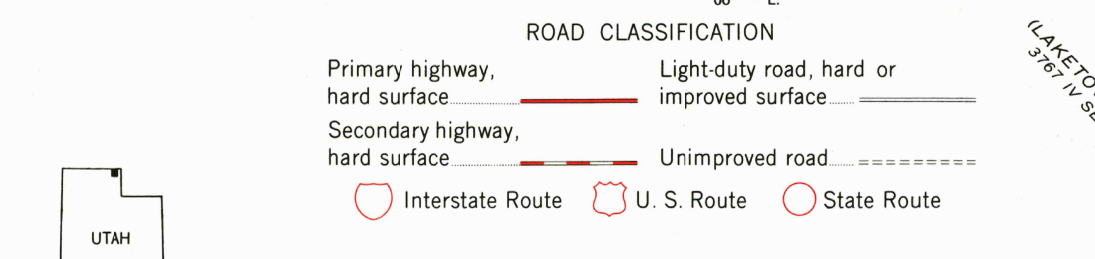 ROAD CLASSIFICATION
Primary highway,
hard surface
Light-duty road, hard or
improved surface
Secondary highway,
hard surface
Unimproved road
Interstate Route
U. S. Route
State Route
UTAH
3767 IV